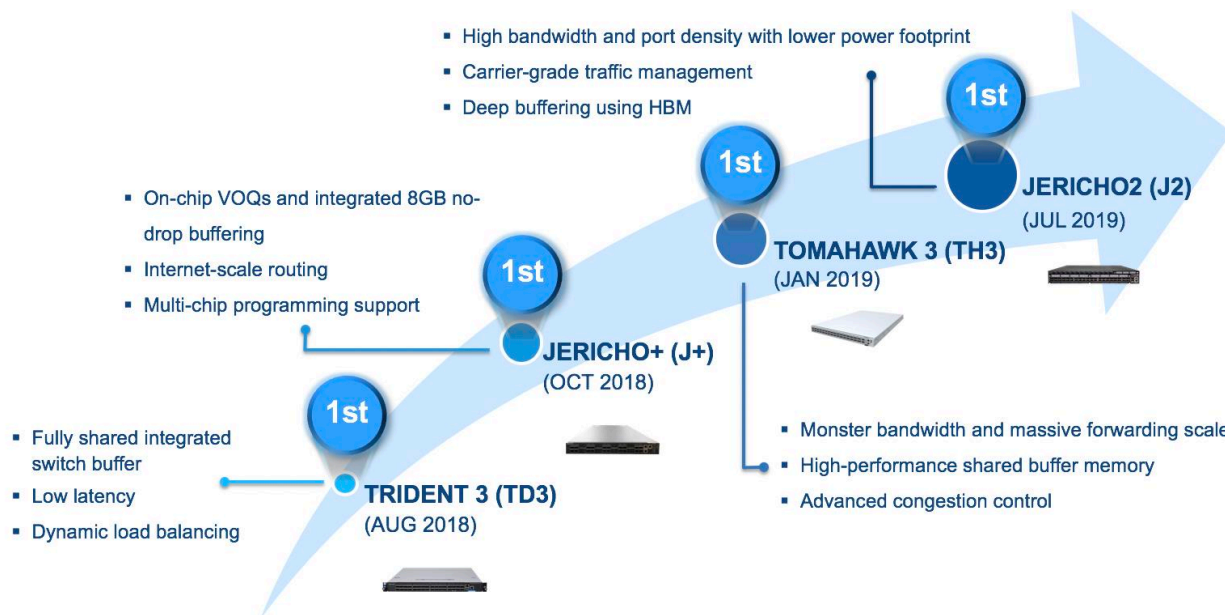 ▪ High bandwidth and port density with lower power footprint
▪ Carrier-grade traffic management
▪ Deep buffering using HBM
1st
JERICHO2 (J2)
(JUL 2019)
1st
TOMAHAWK 3 (TH3)
(JAN 2019)
▪ On-chip VOQs and integrated 8GB no-
drop buffering
▪ Internet-scale routing
▪ Multi-chip programming support
1st
JERICHO+ (J+)
(OCT 2018)
▪ Monster bandwidth and massive forwarding scale
▪ High-performance shared buffer memory
▪ Advanced congestion control
1st
▪ Fully shared integrated
switch buffer
▪ Low latency
▪ Dynamic load balancing
TRIDENT 3 (TD3)
(AUG 2018)